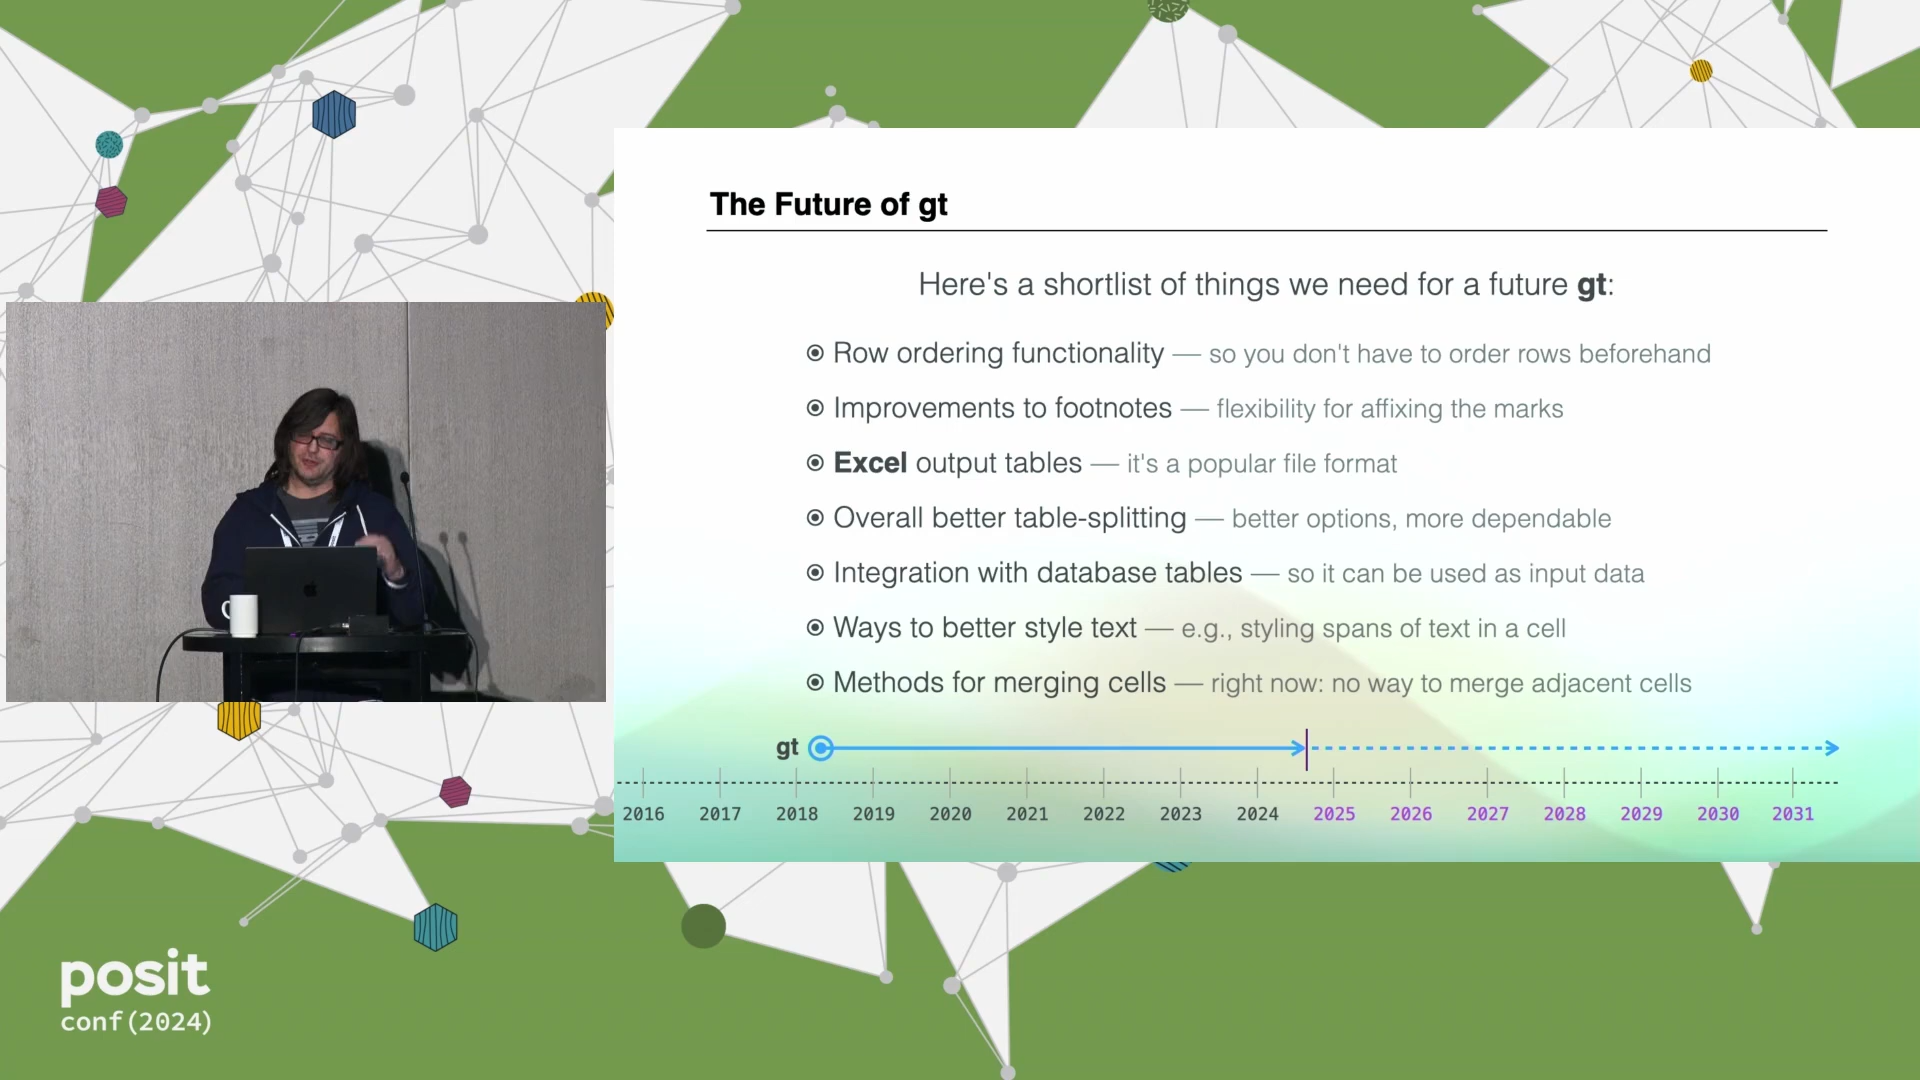 The Future of gt
Here's a shortlist of things we need for a future gt:
Row ordering functionality — so you don't have to order rows beforehand
Improvements to footnotes — flexibility for affixing the marks
Excel output tables — it's a popular file format
Overall better table-splitting — better options, more dependable
Integration with database tables — so it can be used as input data
Ways to better style text — e.g., styling spans of text in a cell
Methods for merging cells — right now: no way to merge adjacent cells
gt
2016 2017 2018 2019 2020 2021 2022 2023 2024 2025 2026 2027 2028 2029 2030 2031
posit
conf(2024)